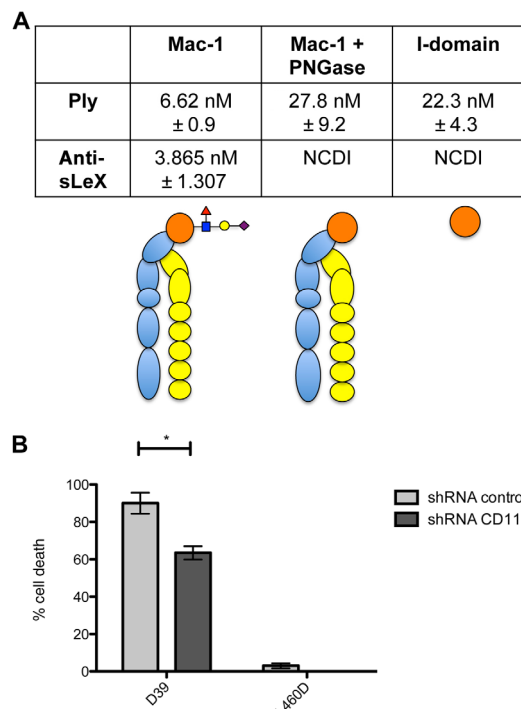 A
Mac-1 Mac-1 + PNGase I-domain
Ply 6.62 nM ± 0.9 27.8 nM ± 9.2 22.3 nM ± 4.3
Anti-sLeX 3.865 nM ± 1.307 NCDI NCDI
B
*
100
80
60
40
20
0
% cell death
D39
460D
shRNA contro
shRNA CD11